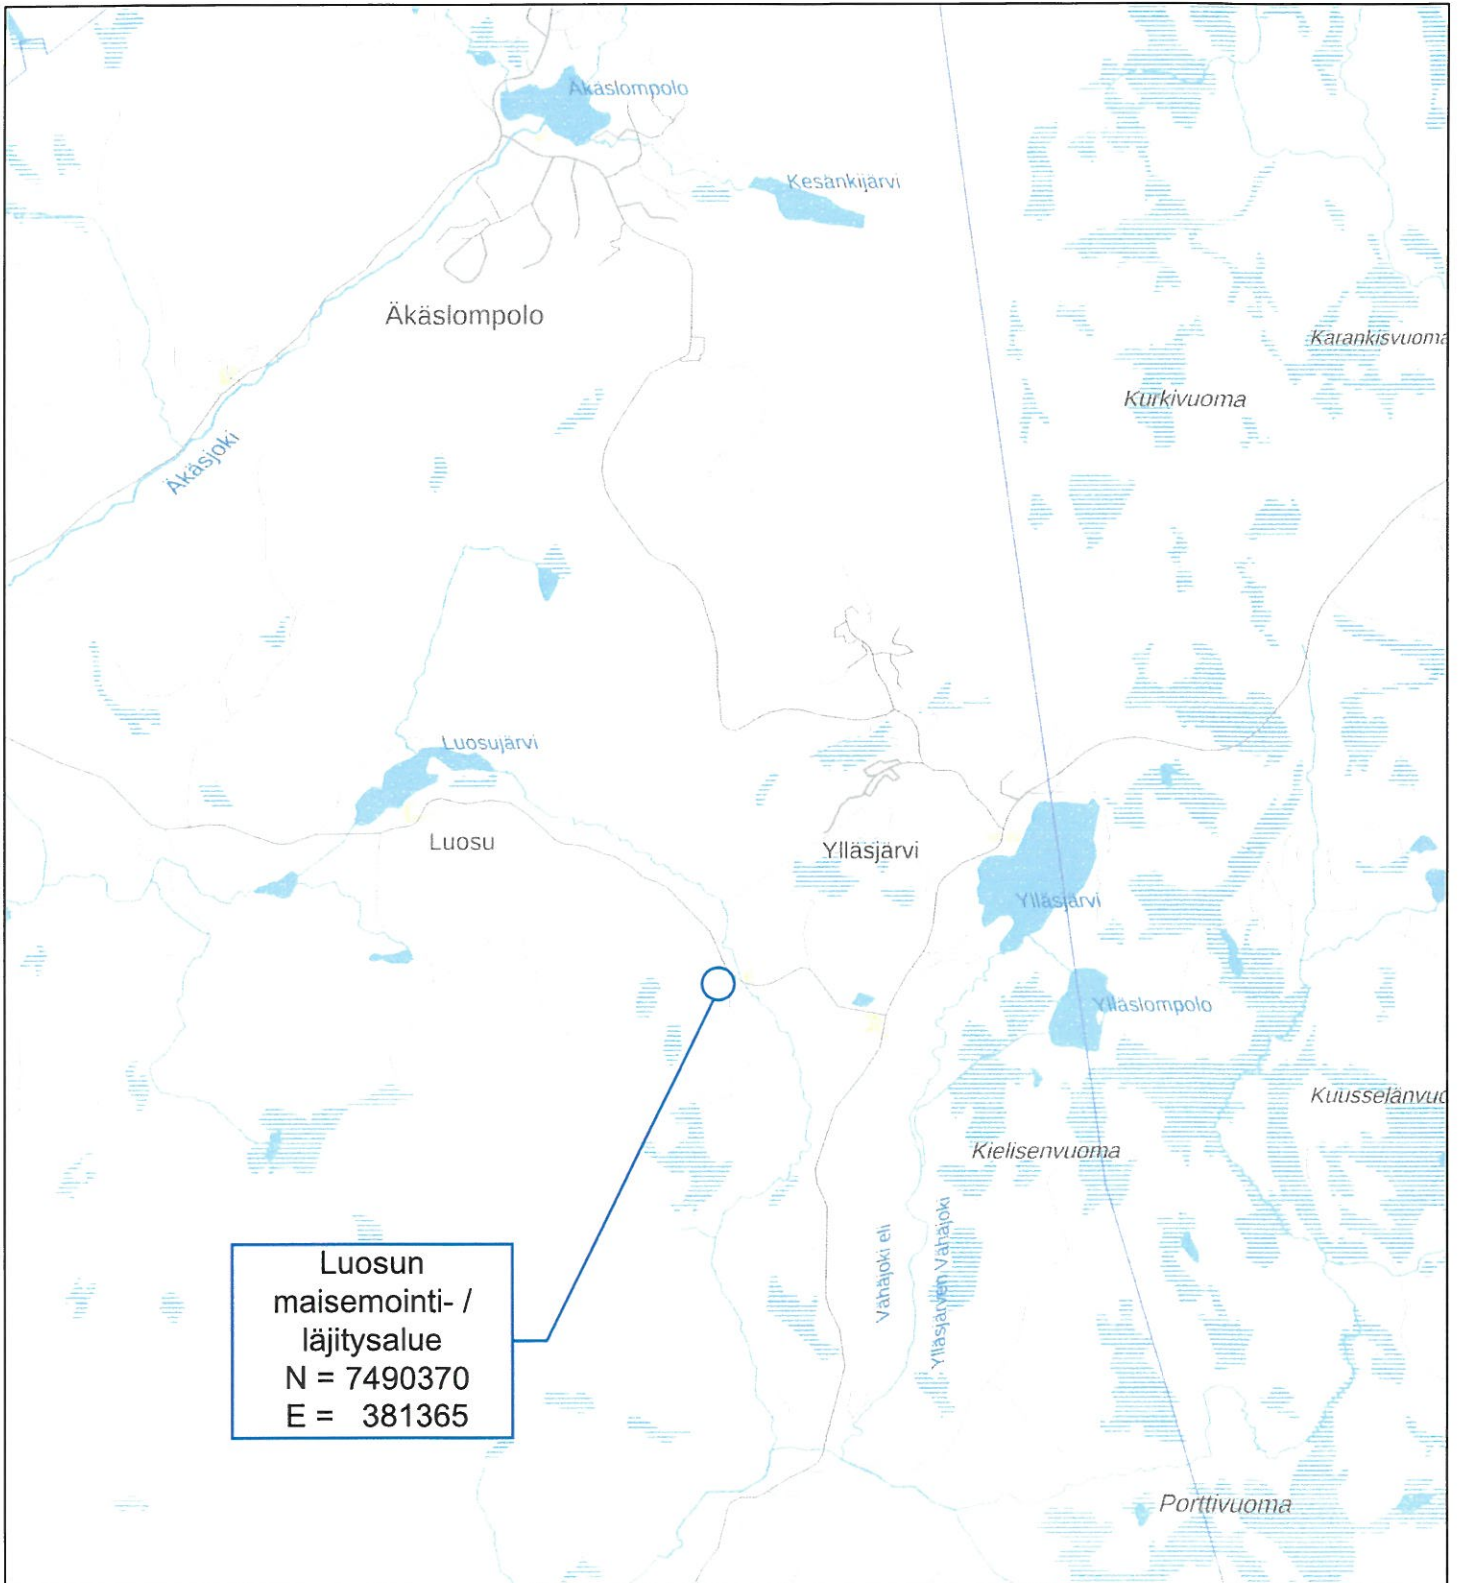 Äkäslompolo
Kesänkijärvi
Äkäslompolo
Karankisvuoma
Kurkivuoma
Äkäsjoki
Luosujärvi
Luosu
Ylläsjärvi
Ylläsjärvi
Ylläslompolo
Kuusselänvuo
Kielisenvuoma
Vähäjoki eli
Ylläsjärven Vähäjoki
Luosun
maisemointi- /
läjitysalue
N = 7490370
E = 381365
Porttivuoma